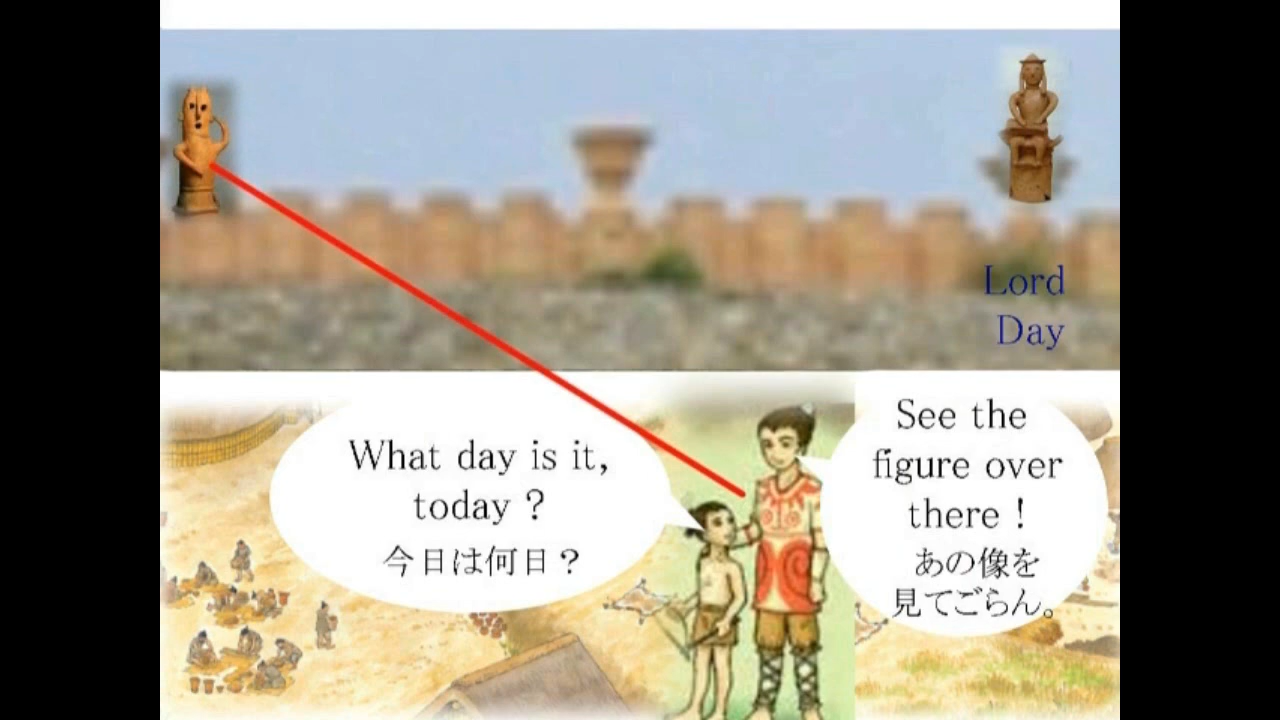 Lord
Day
What day is it,
today ?
今日は何日？
See the
figure over
there !
あの像を
見てごらん。